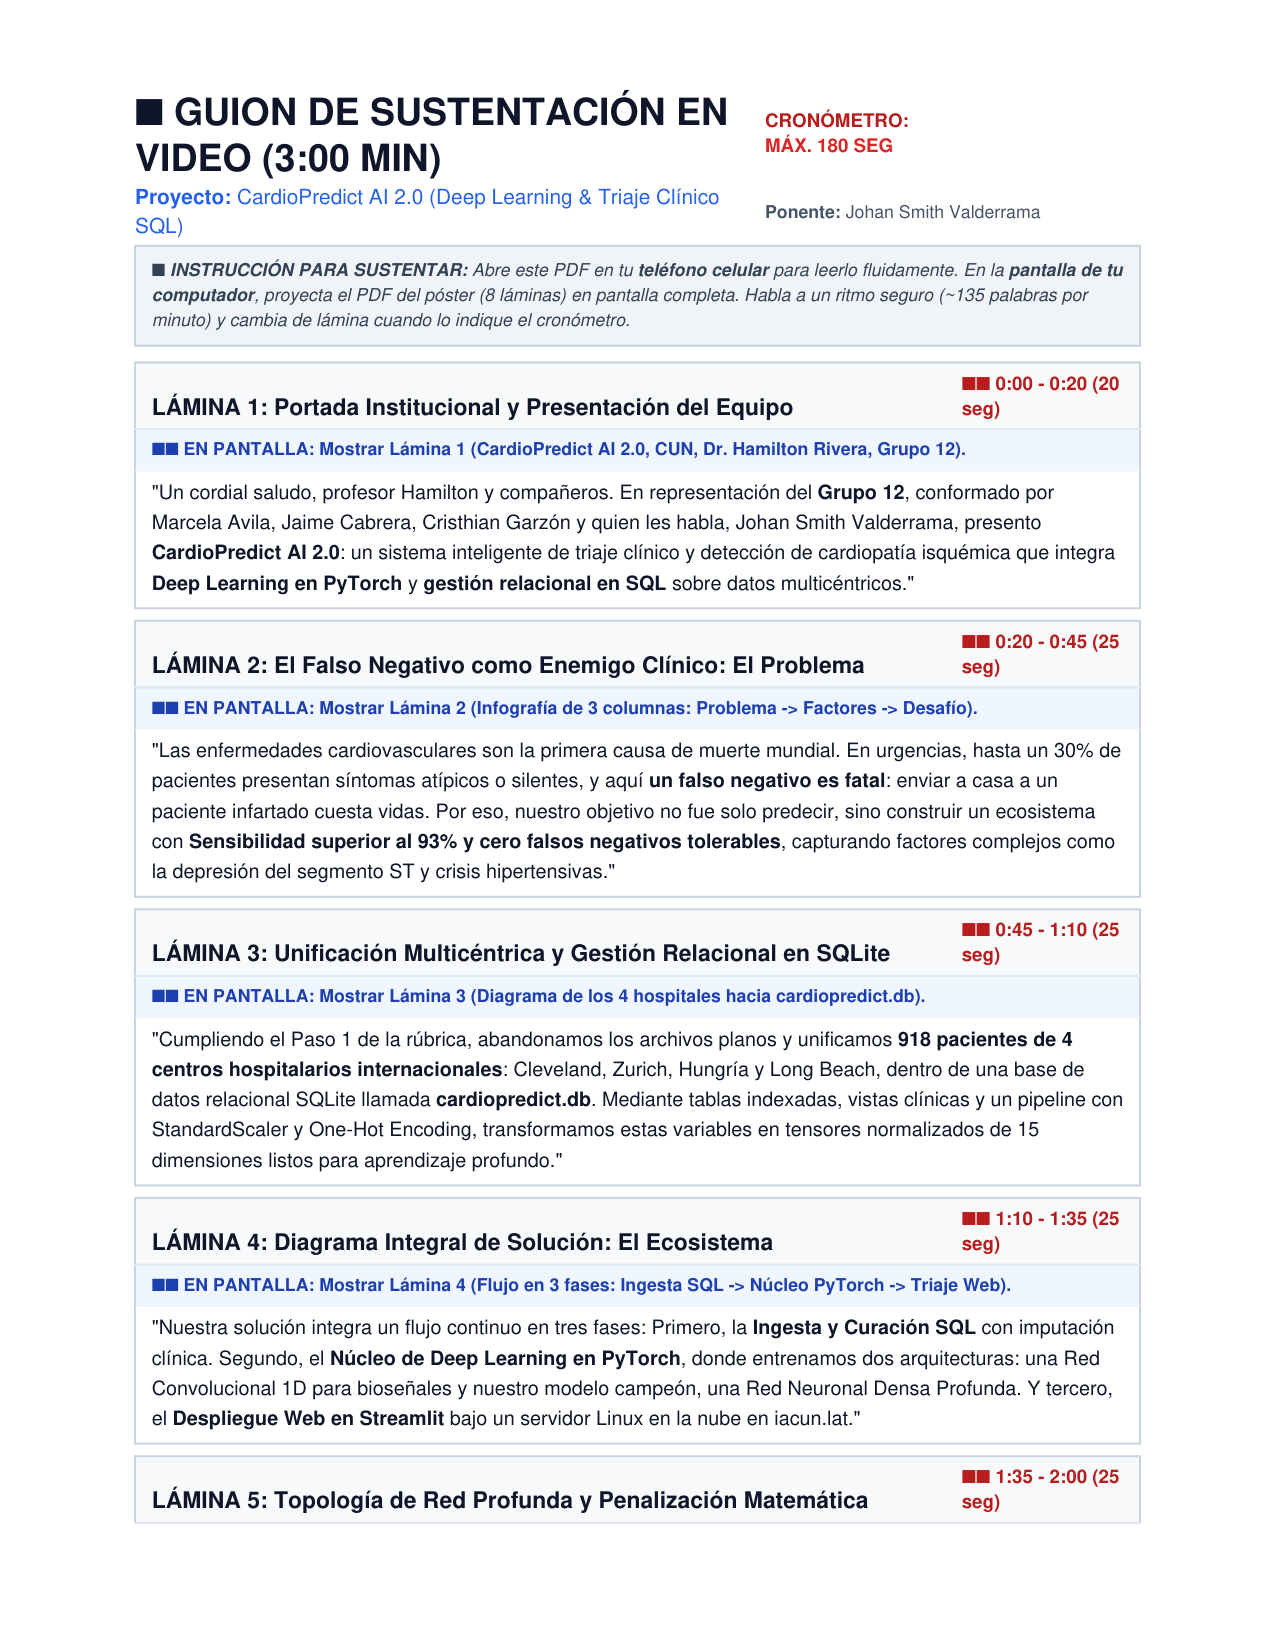 ■ GUION DE SUSTENTACIÓN EN
VIDEO (3:00 MIN)
Proyecto: CardioPredict AI 2.0 (Deep Learning & Triaje Clínico
SQL)
CRONÓMETRO:
MÁX. 180 SEG
Ponente: Johan Smith Valderrama
■ INSTRUCCIÓN PARA SUSTENTAR: Abre este PDF en tu teléfono celular para leerlo fluidamente. En la pantalla de tu
computador, proyecta el PDF del póster (8 láminas) en pantalla completa. Habla a un ritmo seguro (~135 palabras por
minuto) y cambia de lámina cuando lo indique el cronómetro.
LÁMINA 1: Portada Institucional y Presentación del Equipo
■■ 0:00 - 0:20 (20
seg)
■■ EN PANTALLA: Mostrar Lámina 1 (CardioPredict AI 2.0, CUN, Dr. Hamilton Rivera, Grupo 12).
"Un cordial saludo, profesor Hamilton y compañeros. En representación del Grupo 12, conformado por
Marcela Avila, Jaime Cabrera, Cristhian Garzón y quien les habla, Johan Smith Valderrama, presento
CardioPredict AI 2.0: un sistema inteligente de triaje clínico y detección de cardiopatía isquémica que integra
Deep Learning en PyTorch y gestión relacional en SQL sobre datos multicéntricos."
LÁMINA 2: El Falso Negativo como Enemigo Clínico: El Problema
■■ 0:20 - 0:45 (25
seg)
■■ EN PANTALLA: Mostrar Lámina 2 (Infografía de 3 columnas: Problema -> Factores -> Desafío).
"Las enfermedades cardiovasculares son la primera causa de muerte mundial. En urgencias, hasta un 30% de
pacientes presentan síntomas atípicos o silentes, y aquí un falso negativo es fatal: enviar a casa a un
paciente infartado cuesta vidas. Por eso, nuestro objetivo no fue solo predecir, sino construir un ecosistema
con Sensibilidad superior al 93% y cero falsos negativos tolerables, capturando factores complejos como
la depresión del segmento ST y crisis hipertensivas."
LÁMINA 3: Unificación Multicéntrica y Gestión Relacional en SQLite
■■ 0:45 - 1:10 (25
seg)
■■ EN PANTALLA: Mostrar Lámina 3 (Diagrama de los 4 hospitales hacia cardiopredict.db).
"Cumpliendo el Paso 1 de la rúbrica, abandonamos los archivos planos y unificamos 918 pacientes de 4
centros hospitalarios internacionales: Cleveland, Zurich, Hungría y Long Beach, dentro de una base de
datos relacional SQLite llamada cardiopredict.db. Mediante tablas indexadas, vistas clínicas y un pipeline con
StandardScaler y One-Hot Encoding, transformamos estas variables en tensores normalizados de 15
dimensiones listos para aprendizaje profundo."
LÁMINA 4: Diagrama Integral de Solución: El Ecosistema
■■ 1:10 - 1:35 (25
seg)
■■ EN PANTALLA: Mostrar Lámina 4 (Flujo en 3 fases: Ingesta SQL -> Núcleo PyTorch -> Triaje Web).
"Nuestra solución integra un flujo continuo en tres fases: Primero, la Ingesta y Curación SQL con imputación
clínica. Segundo, el Núcleo de Deep Learning en PyTorch, donde entrenamos dos arquitecturas: una Red
Convolucional 1D para bioseñales y nuestro modelo campeón, una Red Neuronal Densa Profunda. Y tercero,
el Despliegue Web en Streamlit bajo un servidor Linux en la nube en iacun.lat."
LÁMINA 5: Topología de Red Profunda y Penalización Matemática
■■ 1:35 - 2:00 (25
seg)